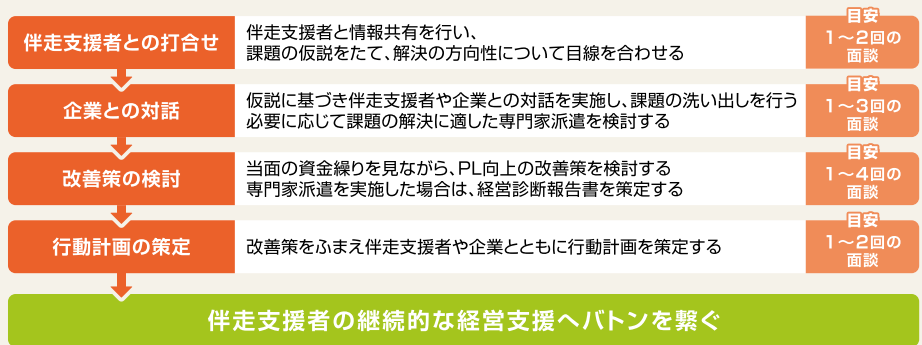 伴走支援者との打合せ
伴走支援者と情報共有を行い、
課題の仮説をたて、解決の方向性について目線を合わせる
目安
1〜2回の
面談
企業との対話
仮説に基づき伴走支援者や企業との対話を実施し、課題の洗い出しを行う
必要に応じて課題の解決に適した専門家派遣を検討する
目安
1〜3回の
面談
改善策の検討
当面の資金繰りを見ながら、PL向上の改善策を検討する
専門家派遣を実施した場合は、経営診断報告書を策定する
目安
1〜4回の
面談
行動計画の策定
改善策をふまえ伴走支援者や企業とともに行動計画を策定する
目安
1〜2回の
面談
伴走支援者の継続的な経営支援へバトンを繋ぐ